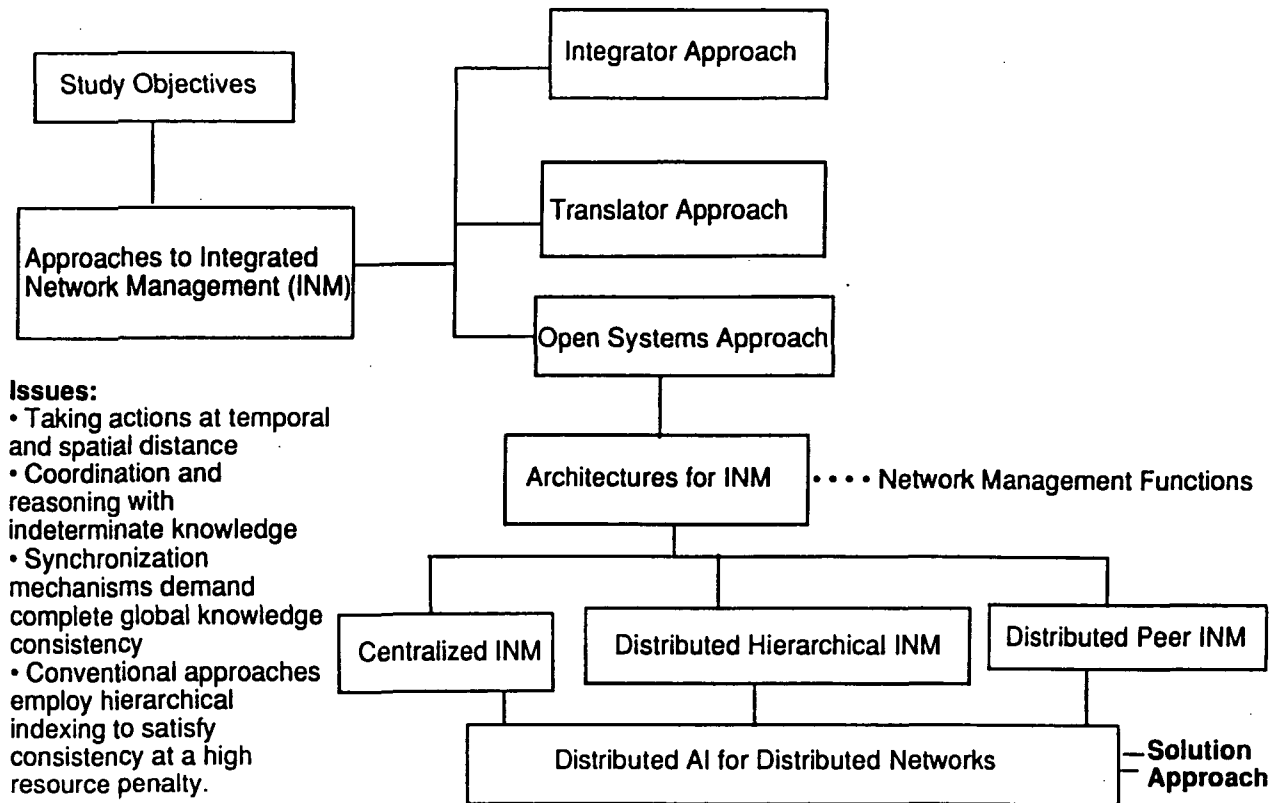 Study Objectives
Approaches to Integrated
Network Management (INM)
Integrator Approach
Translator Approach
Open Systems Approach
Architectures for INM
• • • • Network Management Functions
Centralized INM
Distributed Hierarchical INM
Distributed Peer INM
Distributed AI for Distributed Networks
Solution
Approach
Issues:
• Taking actions at temporal
and spatial distance
• Coordination and
reasoning with
indeterminate knowledge
• Synchronization
mechanisms demand
complete global knowledge
consistency
• Conventional approaches
employ hierarchical
indexing to satisfy
consistency at a high
resource penalty.